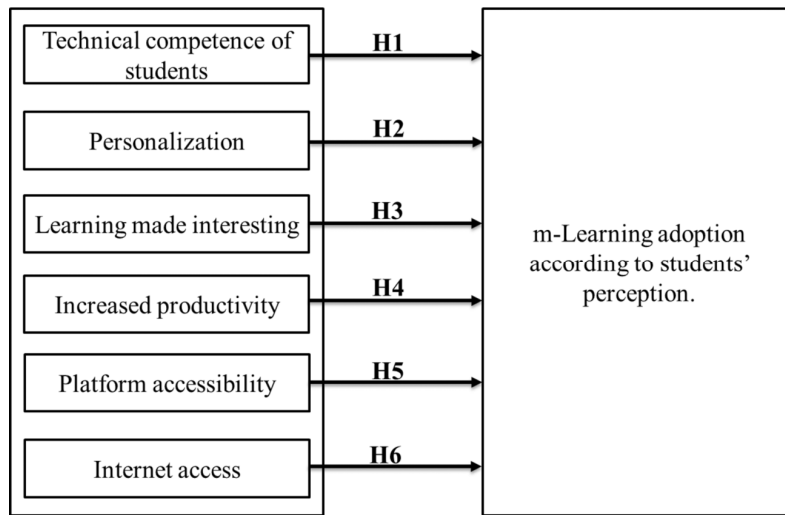 Technical competence of
students
H1
Personalization
H2
Learning made interesting
H3
Increased productivity
H4
Platform accessibility
H5
Internet access
H6
m-Learning adoption
according to students’
perception.